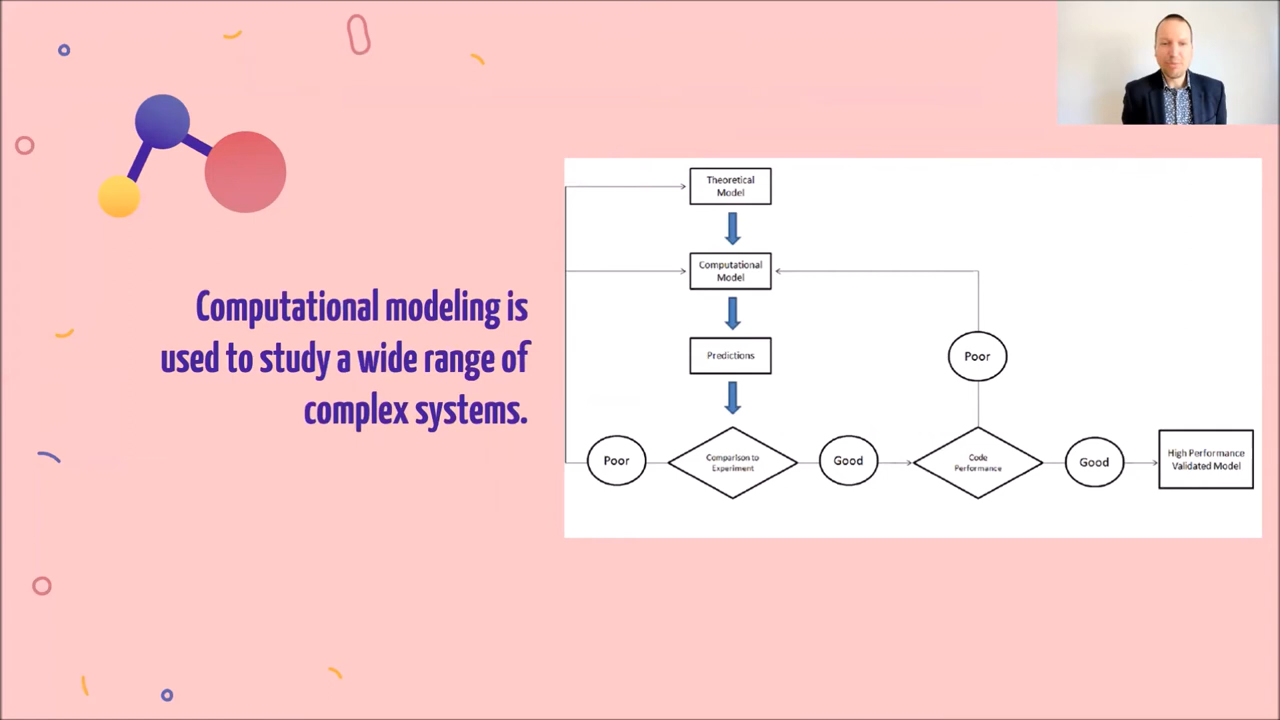 Computational modeling is
used to study a wide range of
complex systems.
Theoretical
Model
Computational
Model
Predictions
Poor
Poor
Comparison to
Experiment
Good
Code
Performance
Good
High Performance
Validated Model